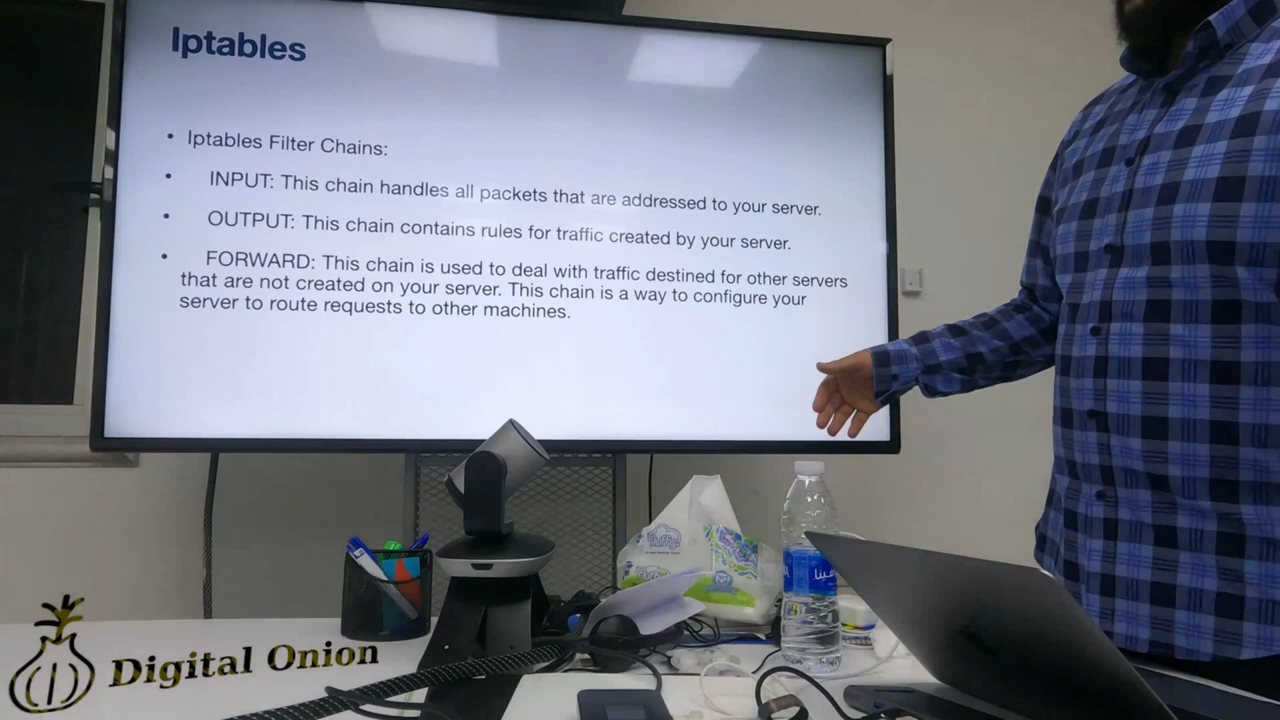 Iptables
• Iptables Filter Chains:
• INPUT: This chain handles all packets that are addressed to your server.
• OUTPUT: This chain contains rules for traffic created by your server.
• FORWARD: This chain is used to deal with traffic destined for other servers
that are not created on your server. This chain is a way to configure your
server to route requests to other machines.
fluffy
Digital Onion